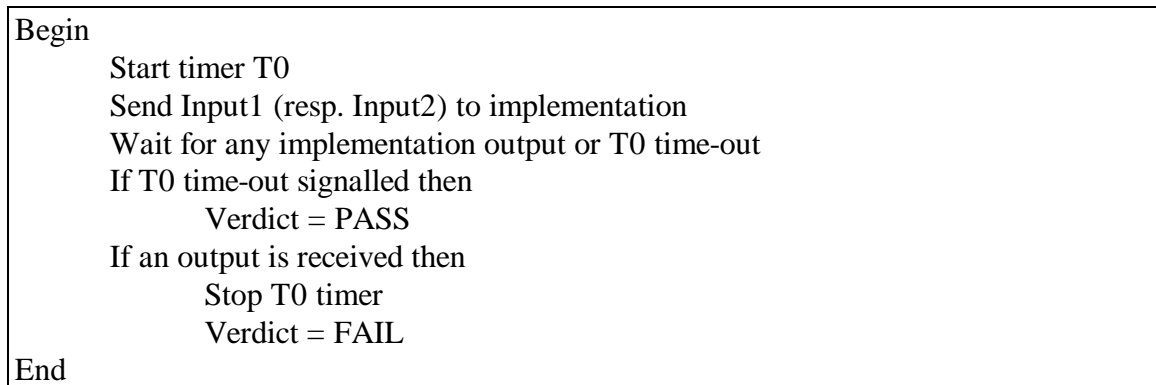 Begin
Start timer T0
Send Input1 (resp. Input2) to implementation
Wait for any implementation output or T0 time-out
If T0 time-out signalled then
Verdict = PASS
If an output is received then
Stop T0 timer
Verdict = FAIL
End